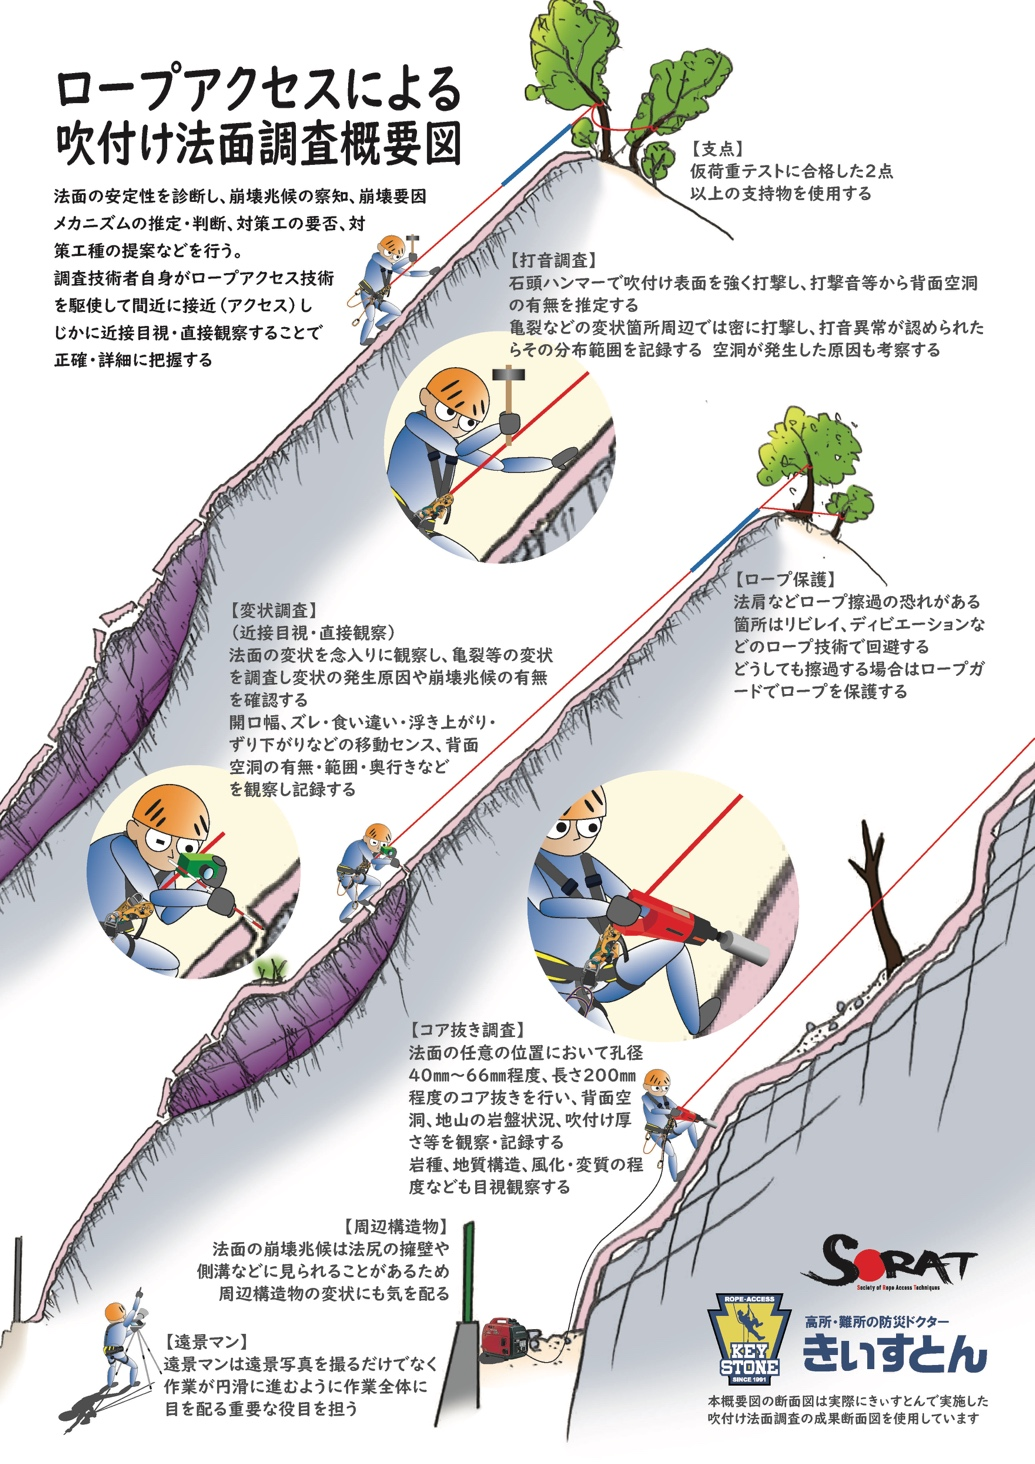 ロープアクセスによる
吹付け法面調査概要図
法面の安定性を診断し、崩壊兆候の察知、崩壊要因
メカニズムの推定・判断、対策工の要否、対
策工種の提案などを行う。
調査技術者自身がロープアクセス技術
を駆使して間近に接近（アクセス）し
じかに近接目視・直接観察することで
正確・詳細に把握する
【支点】
仮荷重テストに合格した2点
以上の支持物を使用する
【打音調査】
石頭ハンマーで吹付け表面を強く打撃し、打撃音等から背面空洞
の有無を推定する
亀裂などの変状箇所周辺では密に打撃し、打音異常が認められた
らその分布範囲を記録する 空洞が発生した原因も考察する
【ロープ保護】
法肩などロープ擦過の恐れがある
箇所はリビレイ、ディビエーションな
どのロープ技術で回避する
どうしても擦過する場合はロープガ
ードでロープを保護する
【変状調査】
（近接目視・直接観察）
法面の変状を念入りに観察し、亀裂等の変状
を調査し変状の発生原因や崩壊兆候の有無
を確認する
開口幅、ズレ・食い違い・浮き上がり・
ずり下がりなどの移動センス、背面
空洞の有無・範囲・奥行きなど
を観察し記録する
【コア抜き調査】
法面の任意の位置において孔径
40㎜～66㎜程度、長さ200㎜
程度のコア抜きを行い、背面空
洞、地山の岩盤状況、吹付け厚
さ等を観察・記録する
岩種、地質構造、風化・変質の程
度なども目視観察する
【周辺構造物】
法面の崩壊兆候は法尻の擁壁や
側溝などに見られることがあるため
周辺構造物の変状にも気を配る
【遠景マン】
遠景マンは遠景写真を撮るだけでなく
作業が円滑に進むように作業全体に
目を配る重要な役目を担う
SORAT
Society of Rope Access Techniques
ROPE-ACCESS
KEY
STONE
SINCE 1991
高所・難所の防災ドクター
きぃすとん
本概要図の断面図は実際にきぃすとんで実施した
吹付け法面調査の成果断面図を使用しています